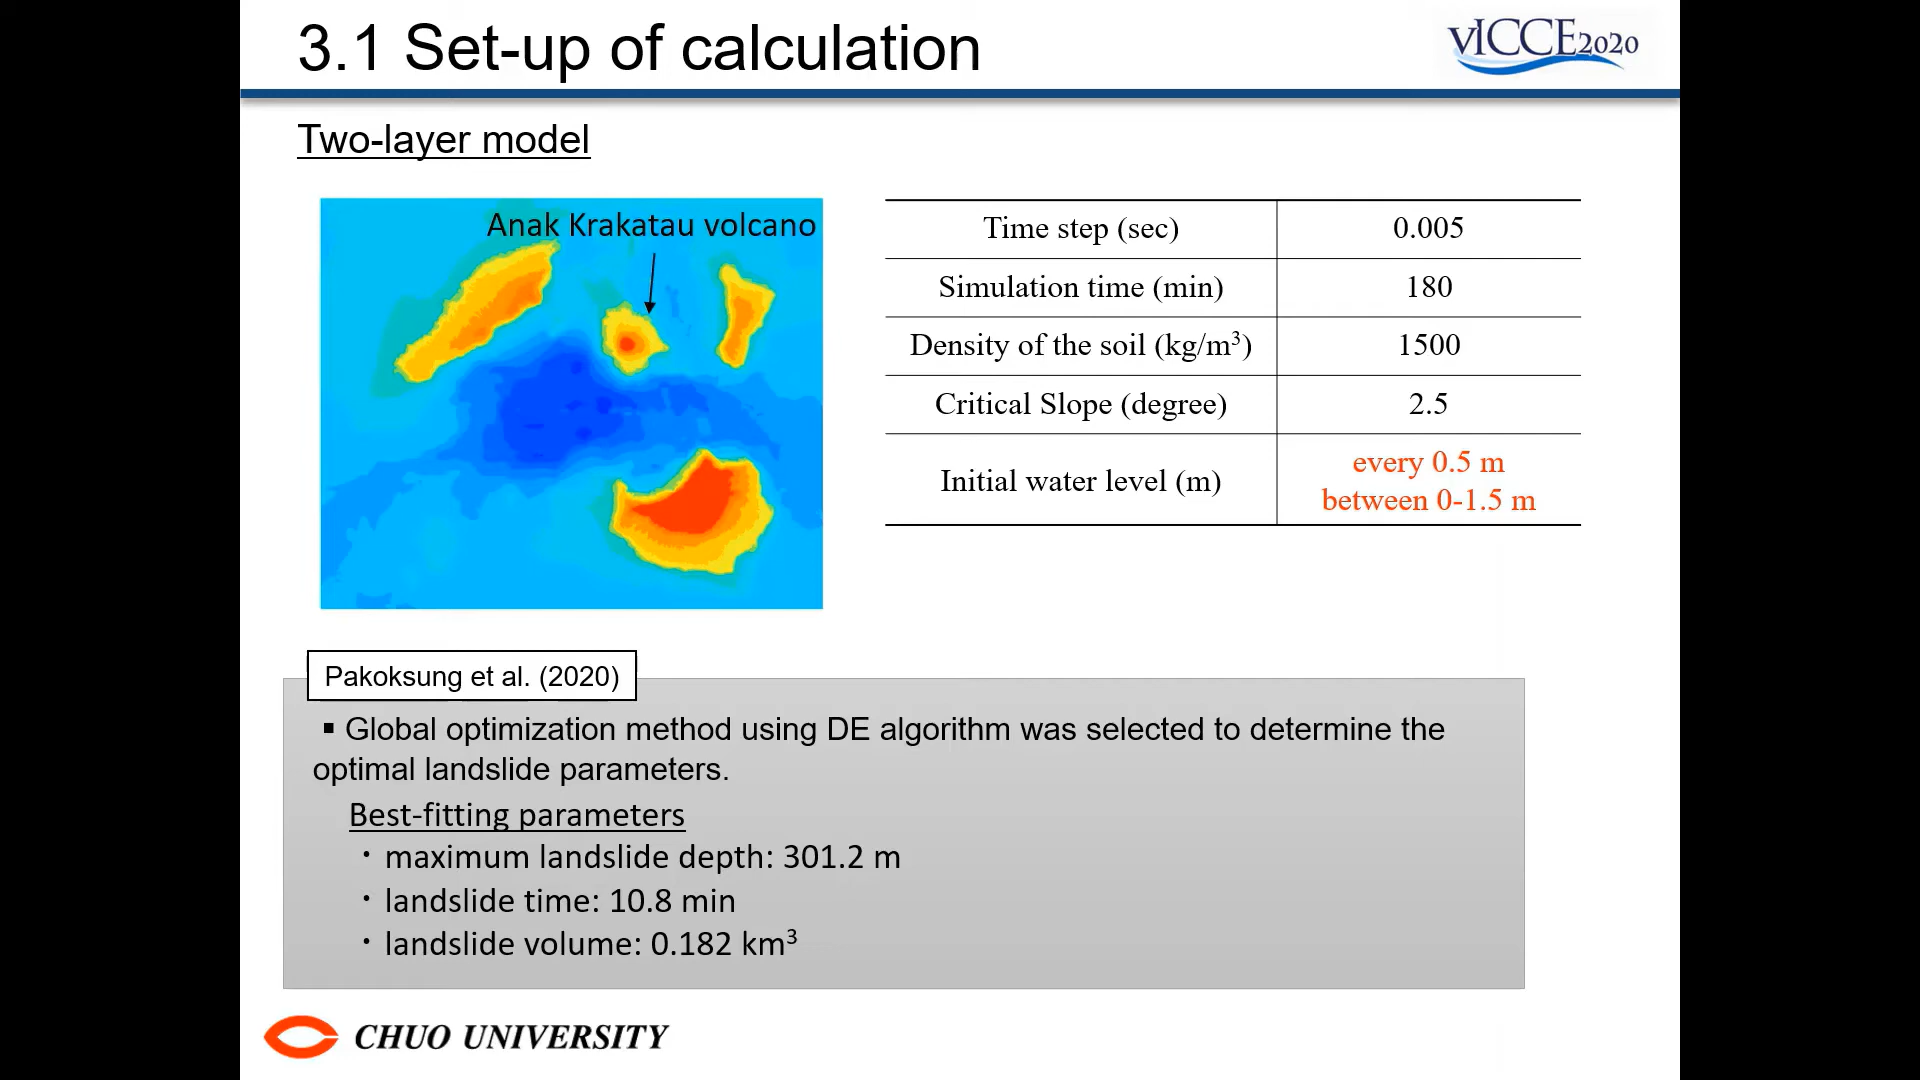 3.1 Set-up of calculation
vICCE2020
Two-layer model
Anak Krakatau volcano
Time step (sec) 0.005
Simulation time (min) 180
Density of the soil (kg/m³) 1500
Critical Slope (degree) 2.5
Initial water level (m) every 0.5 m
between 0-1.5 m
Pakoksung et al. (2020)
▪ Global optimization method using DE algorithm was selected to determine the
optimal landslide parameters.
Best-fitting parameters
・maximum landslide depth: 301.2 m
・landslide time: 10.8 min
・landslide volume: 0.182 km³
CHUO UNIVERSITY